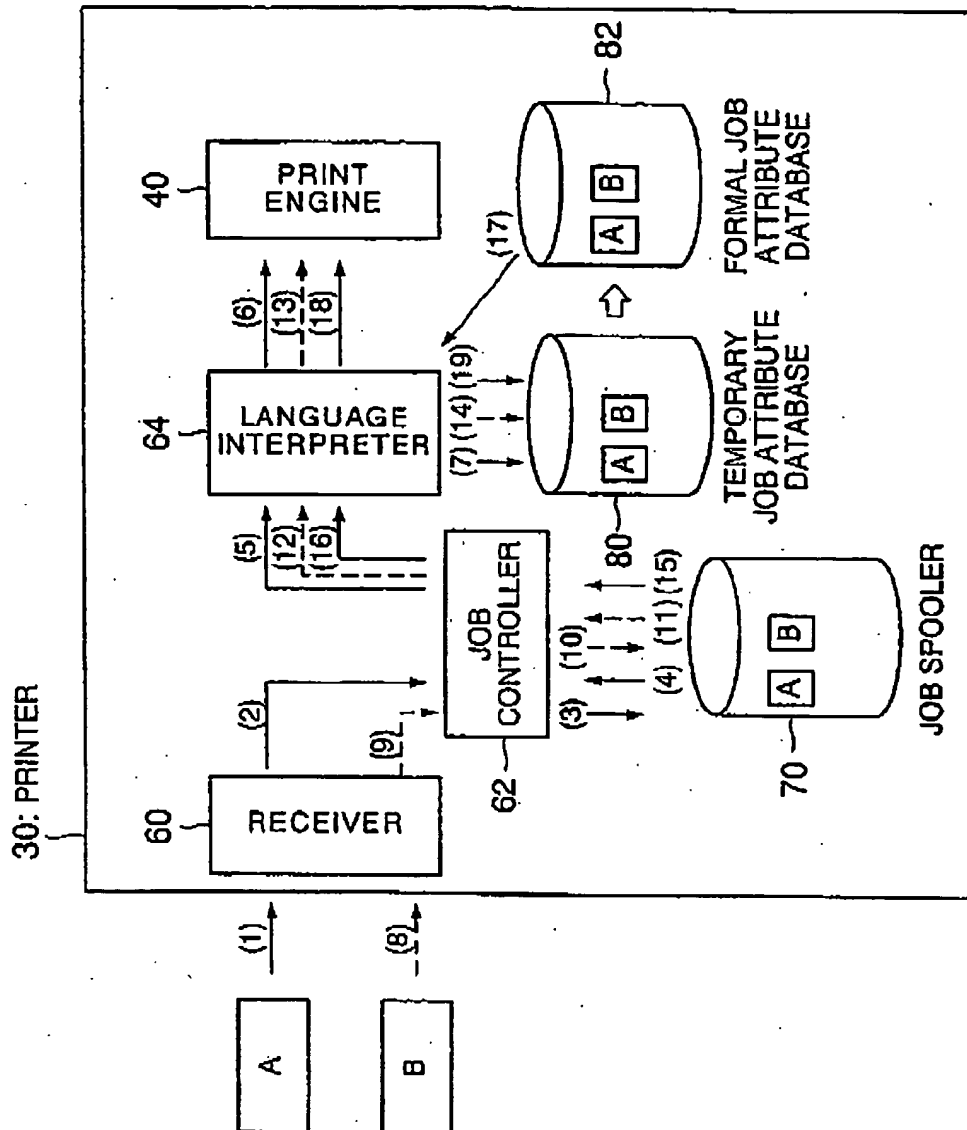 30: PRINTER
A
B
(1)
(8)
60
RECEIVER
(2)
(9)
62
JOB
CONTROLLER
(3)
(4)
(10)
(11)
(15)
70
A
B
JOB SPOOLER
(5)
(12)
(16)
64
LANGUAGE
INTERPRETER
(7)
(14)
(19)
80
A
B
TEMPORARY
JOB ATTRIBUTE
DATABASE
(6)
(13)
(18)
40
PRINT
ENGINE
(17)
82
A
B
FORMAL JOB
ATTRIBUTE
DATABASE